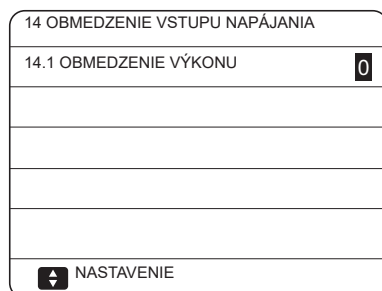 14 OBMEDZENIE VSTUPU NAPÁJANIA
14.1 OBMEDZENIE VÝKONU 0
NASTAVENIE